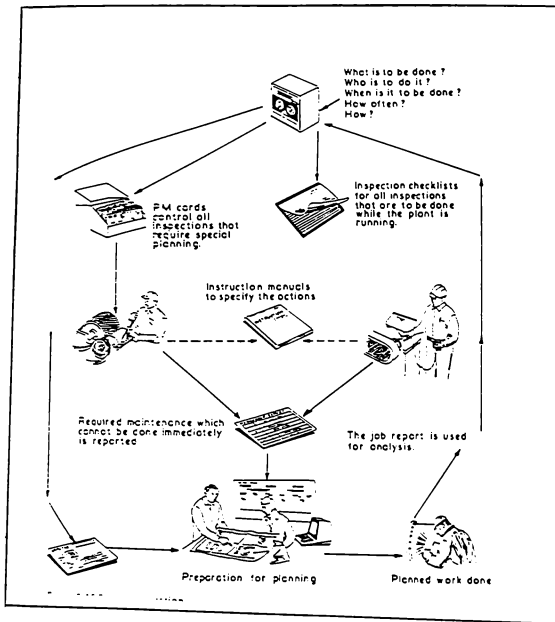 What is to be done?
Who is to do it?
When is it to be done?
How often?
How?
PM cards
control all
inspections that
require special
planning.
Inspection checklists
for all inspections
that are to be done
while the plant is
running.
Instruction manuals
to specify the actions
Required maintenance which
cannot be done immediately
is reported
The job report is used
for analysis.
Preparation for planning
Planned work done